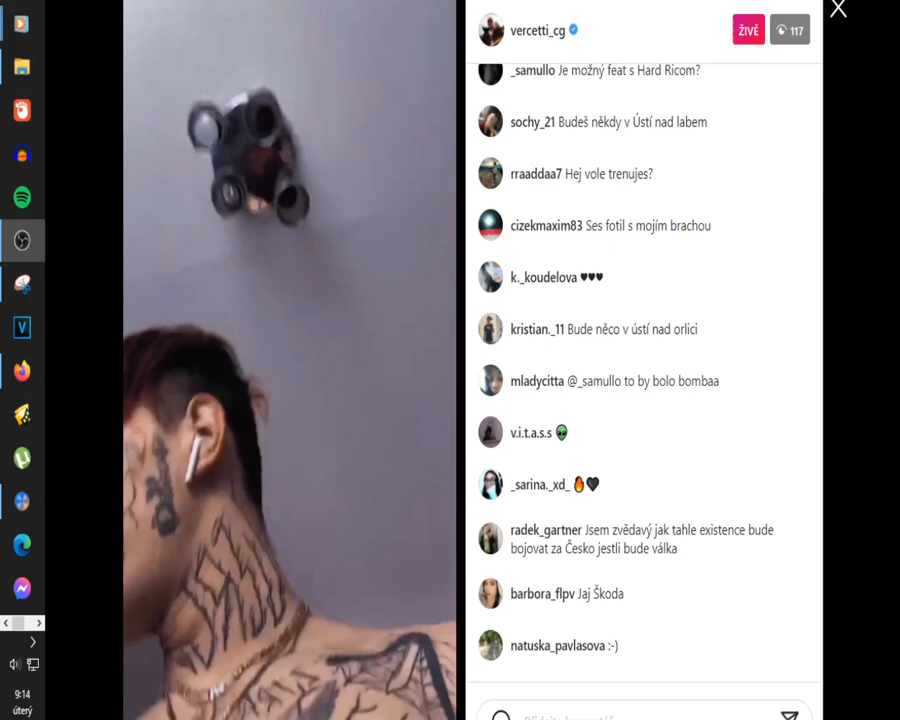 vercetti_cg
ŽIVĚ
117
_samullo Je možný feat s Hard Ricom?
sochy_21 Budeš někdy v Ústí nad labem
rraaddaa7 Hej vole trenujes?
cizekmaxim83 Ses fotil s mojím brachou
k._koudelova ♥♥♥
kristian._11 Bude něco v ústí nad orlici
mladycitta @_samullo to by bolo bombaa
v.i.t.a.s.s 👽
_sarina._xd_ 🔥🖤
radek_gartner Jsem zvědavý jak tahle existence bude
bojovat za Česko jestli bude válka
barbora_flpv Jaj Škoda
natuska_pavlasova :-)
9:14
úterý